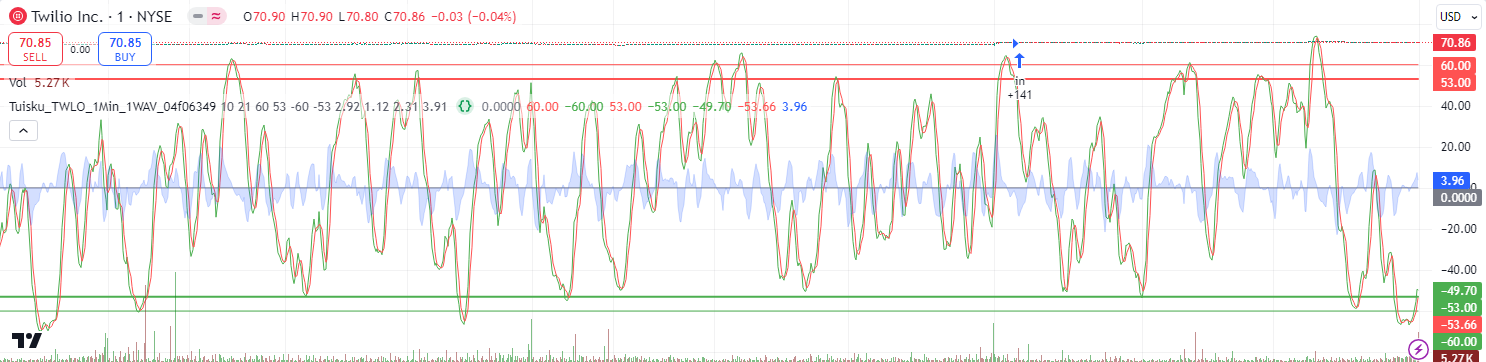 Twilio Inc. · 1 · NYSE O70.90 H70.90 L70.80 C70.86 −0.03 (−0.04%)
USD
70.85 SELL
0.00
70.85 BUY
Vol 5.27 K
Tuisku_TWLO_1Min_1WAV_04f06349 10 21 60 53 -60 -53 2.92 1.12 2.31 3.91 0.0000 60.00 −60.00 53.00 −53.00 −49.70 −53.66 3.96
in
+141
70.86
60.00
53.00
40.00
20.00
3.96
0.0000
−20.00
−40.00
−49.70
−53.00
−53.66
−60.00
5.27 K